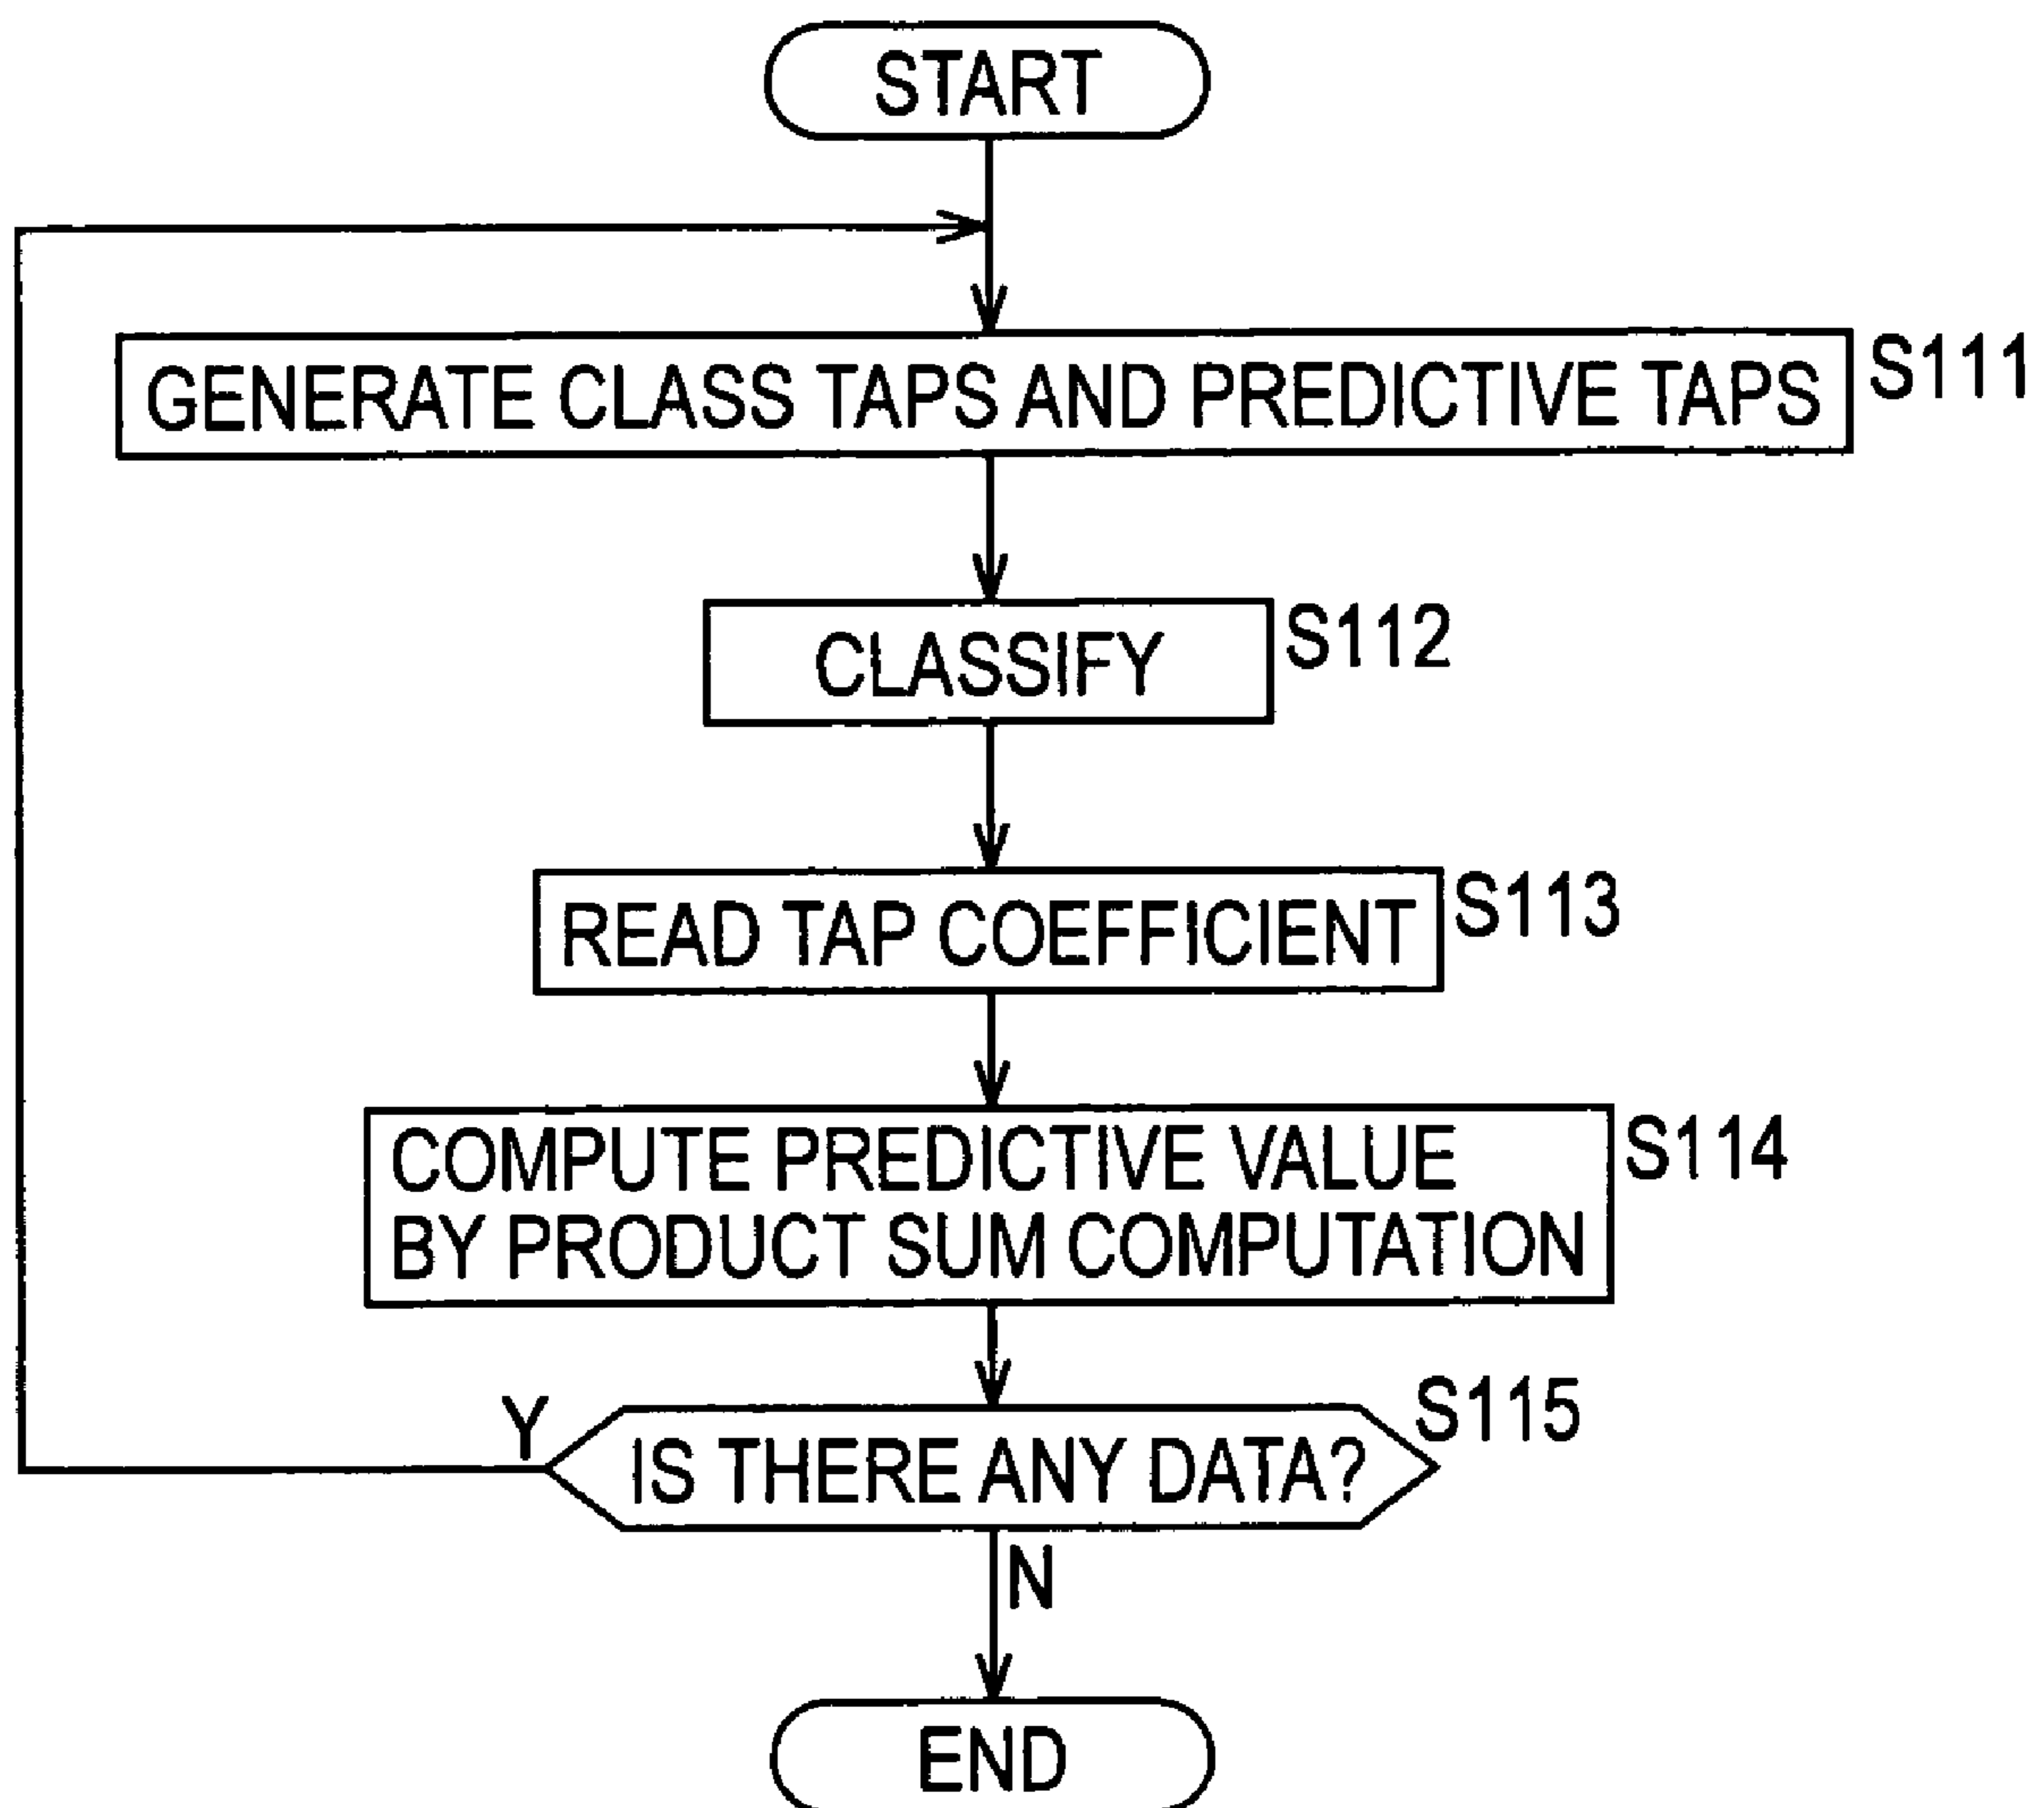 START
GENERATE CLASS TAPS AND PREDICTIVE TAPS
S111
CLASSIFY
S112
READ TAP COEFFICIENT
S113
COMPUTE PREDICTIVE VALUE
BY PRODUCT SUM COMPUTATION
S114
IS THERE ANY DATA?
S115
Y
N
END